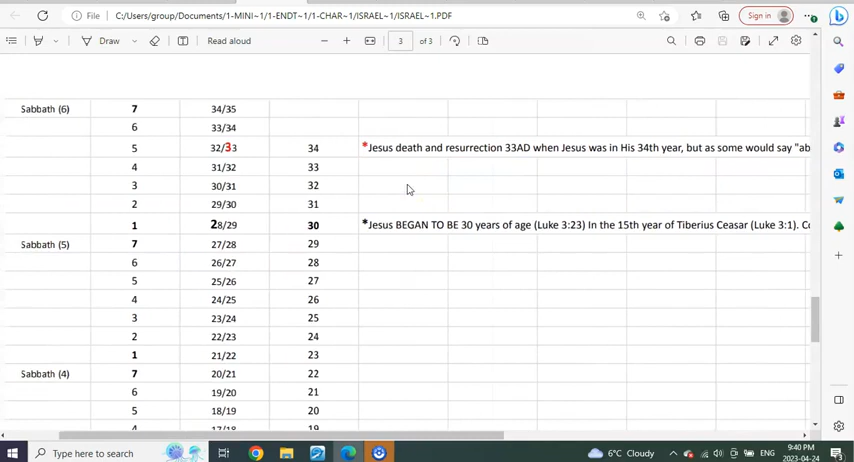 File C:/Users/group/Documents/1-MINI~1/1-ENDT~1/1-CHAR~1/ISRAEL~1/ISRAEL~1.PDF Sign in
Draw Read aloud 3 of 3
Sabbath (6) 7 34/35
6 33/34
5 32/33 34 *Jesus death and resurrection 33AD when Jesus was in His 34th year, but as some would say "ab
4 31/32 33
3 30/31 32
2 29/30 31
1 28/29 30 *Jesus BEGAN TO BE 30 years of age (Luke 3:23) In the 15th year of Tiberius Ceasar (Luke 3:1). Co
Sabbath (5) 7 27/28 29
6 26/27 28
5 25/26 27
4 24/25 26
3 23/24 25
2 22/23 24
1 21/22 23
Sabbath (4) 7 20/21 22
6 19/20 21
5 18/19 20
4 17/18 19
Type here to search 6°C Cloudy ENG 9:40 PM
2023-04-24 3